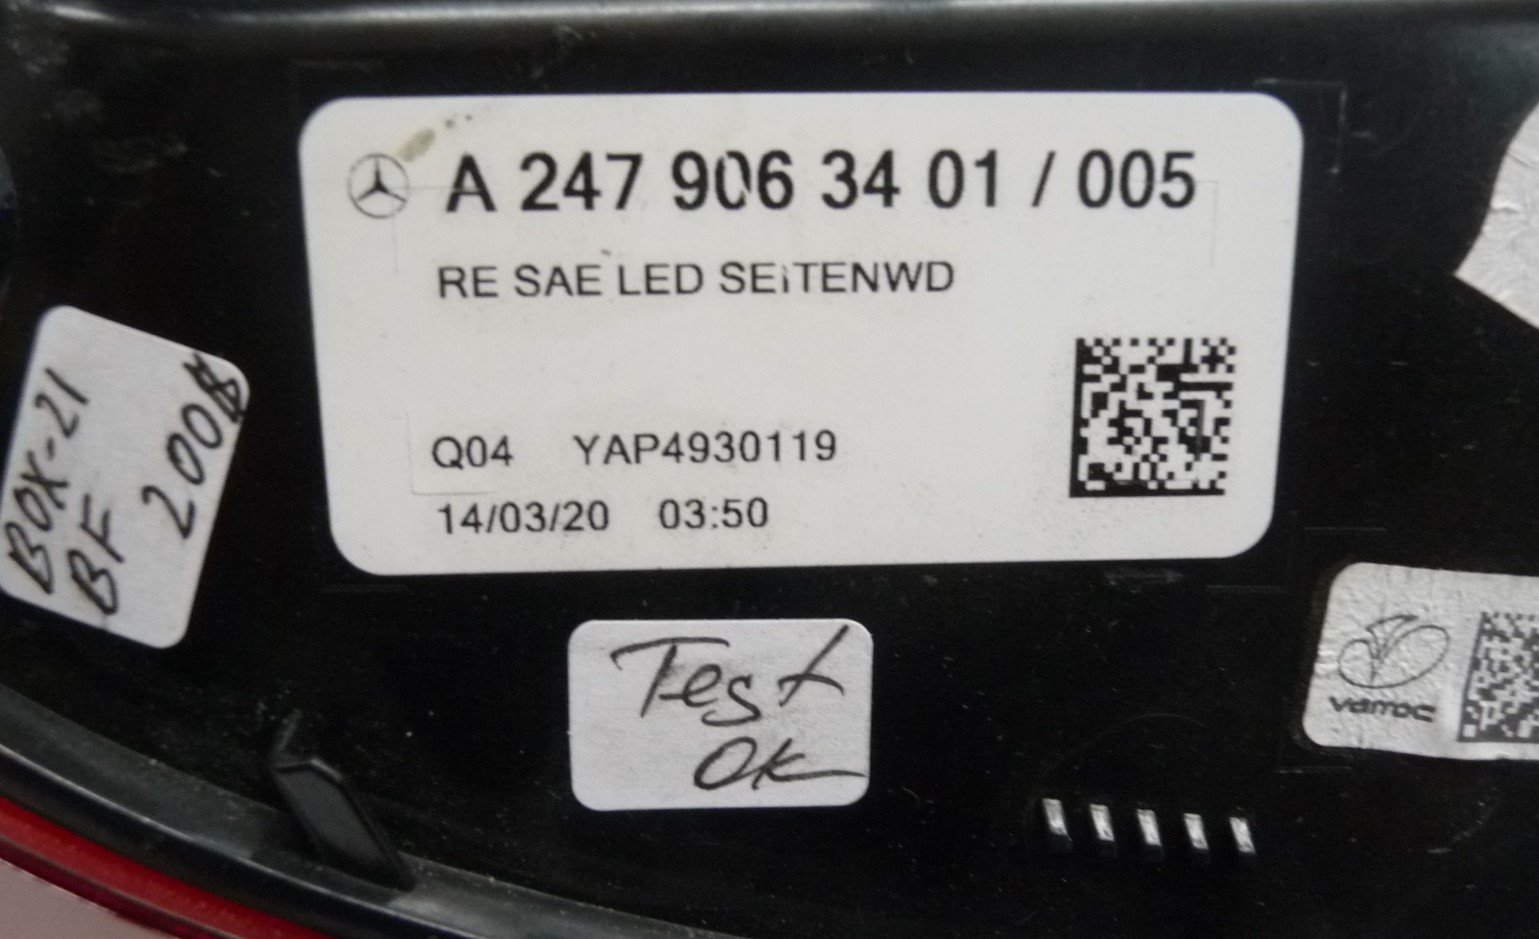 A 247 906 34 01 / 005
RE SAE LED SEITENWD
Q04 YAP4930119
14/03/20 03:50
BOX-21
BF 200$
Test
OK
varroc